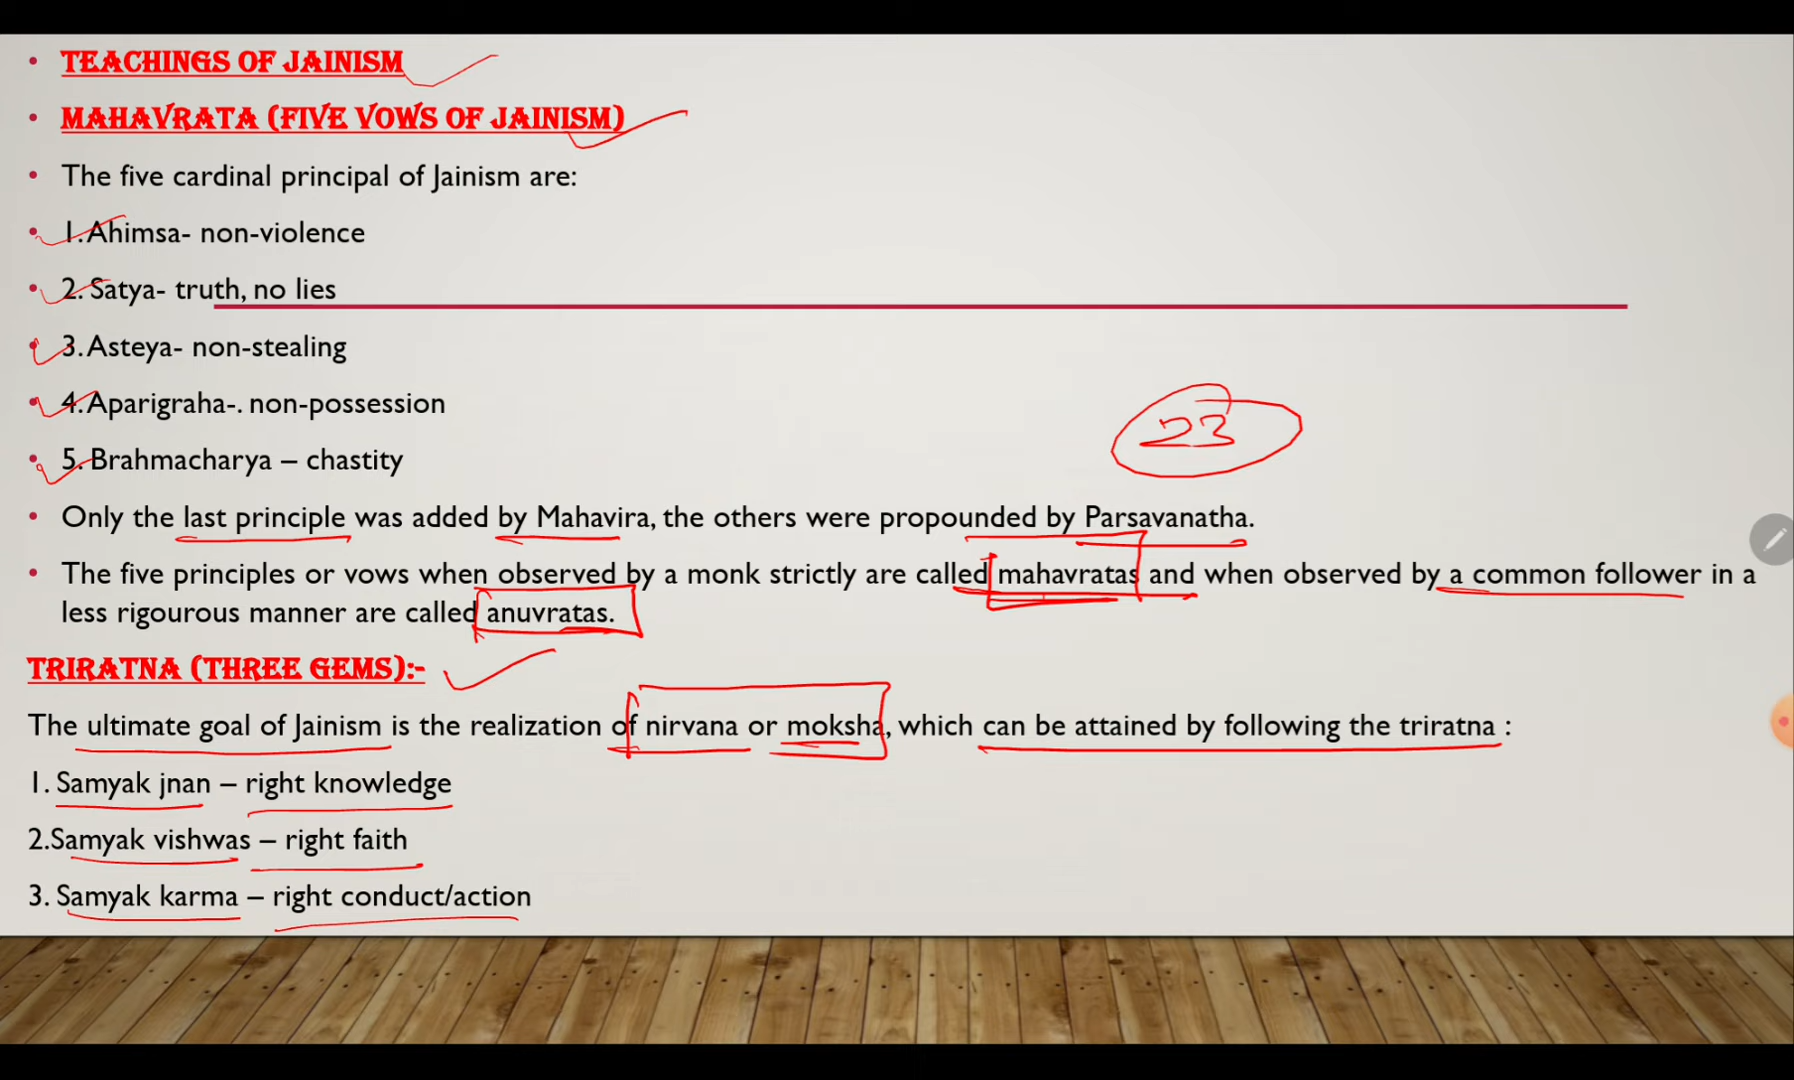 TEACHINGS OF JAINISM
MAHAVRATA (FIVE VOWS OF JAINISM)
The five cardinal principal of Jainism are:
1. Ahimsa- non-violence
2. Satya- truth, no lies
3. Asteya- non-stealing
4. Aparigraha-. non-possession
23
5. Brahmacharya – chastity
Only the last principle was added by Mahavira, the others were propounded by Parsavanatha.
The five principles or vows when observed by a monk strictly are called mahavratas and when observed by a common follower in a
less rigourous manner are called anuvratas.
TRIRATNA (THREE GEMS):-
The ultimate goal of Jainism is the realization of nirvana or moksha, which can be attained by following the triratna :
1. Samyak jnan – right knowledge
2.Samyak vishwas – right faith
3. Samyak karma – right conduct/action